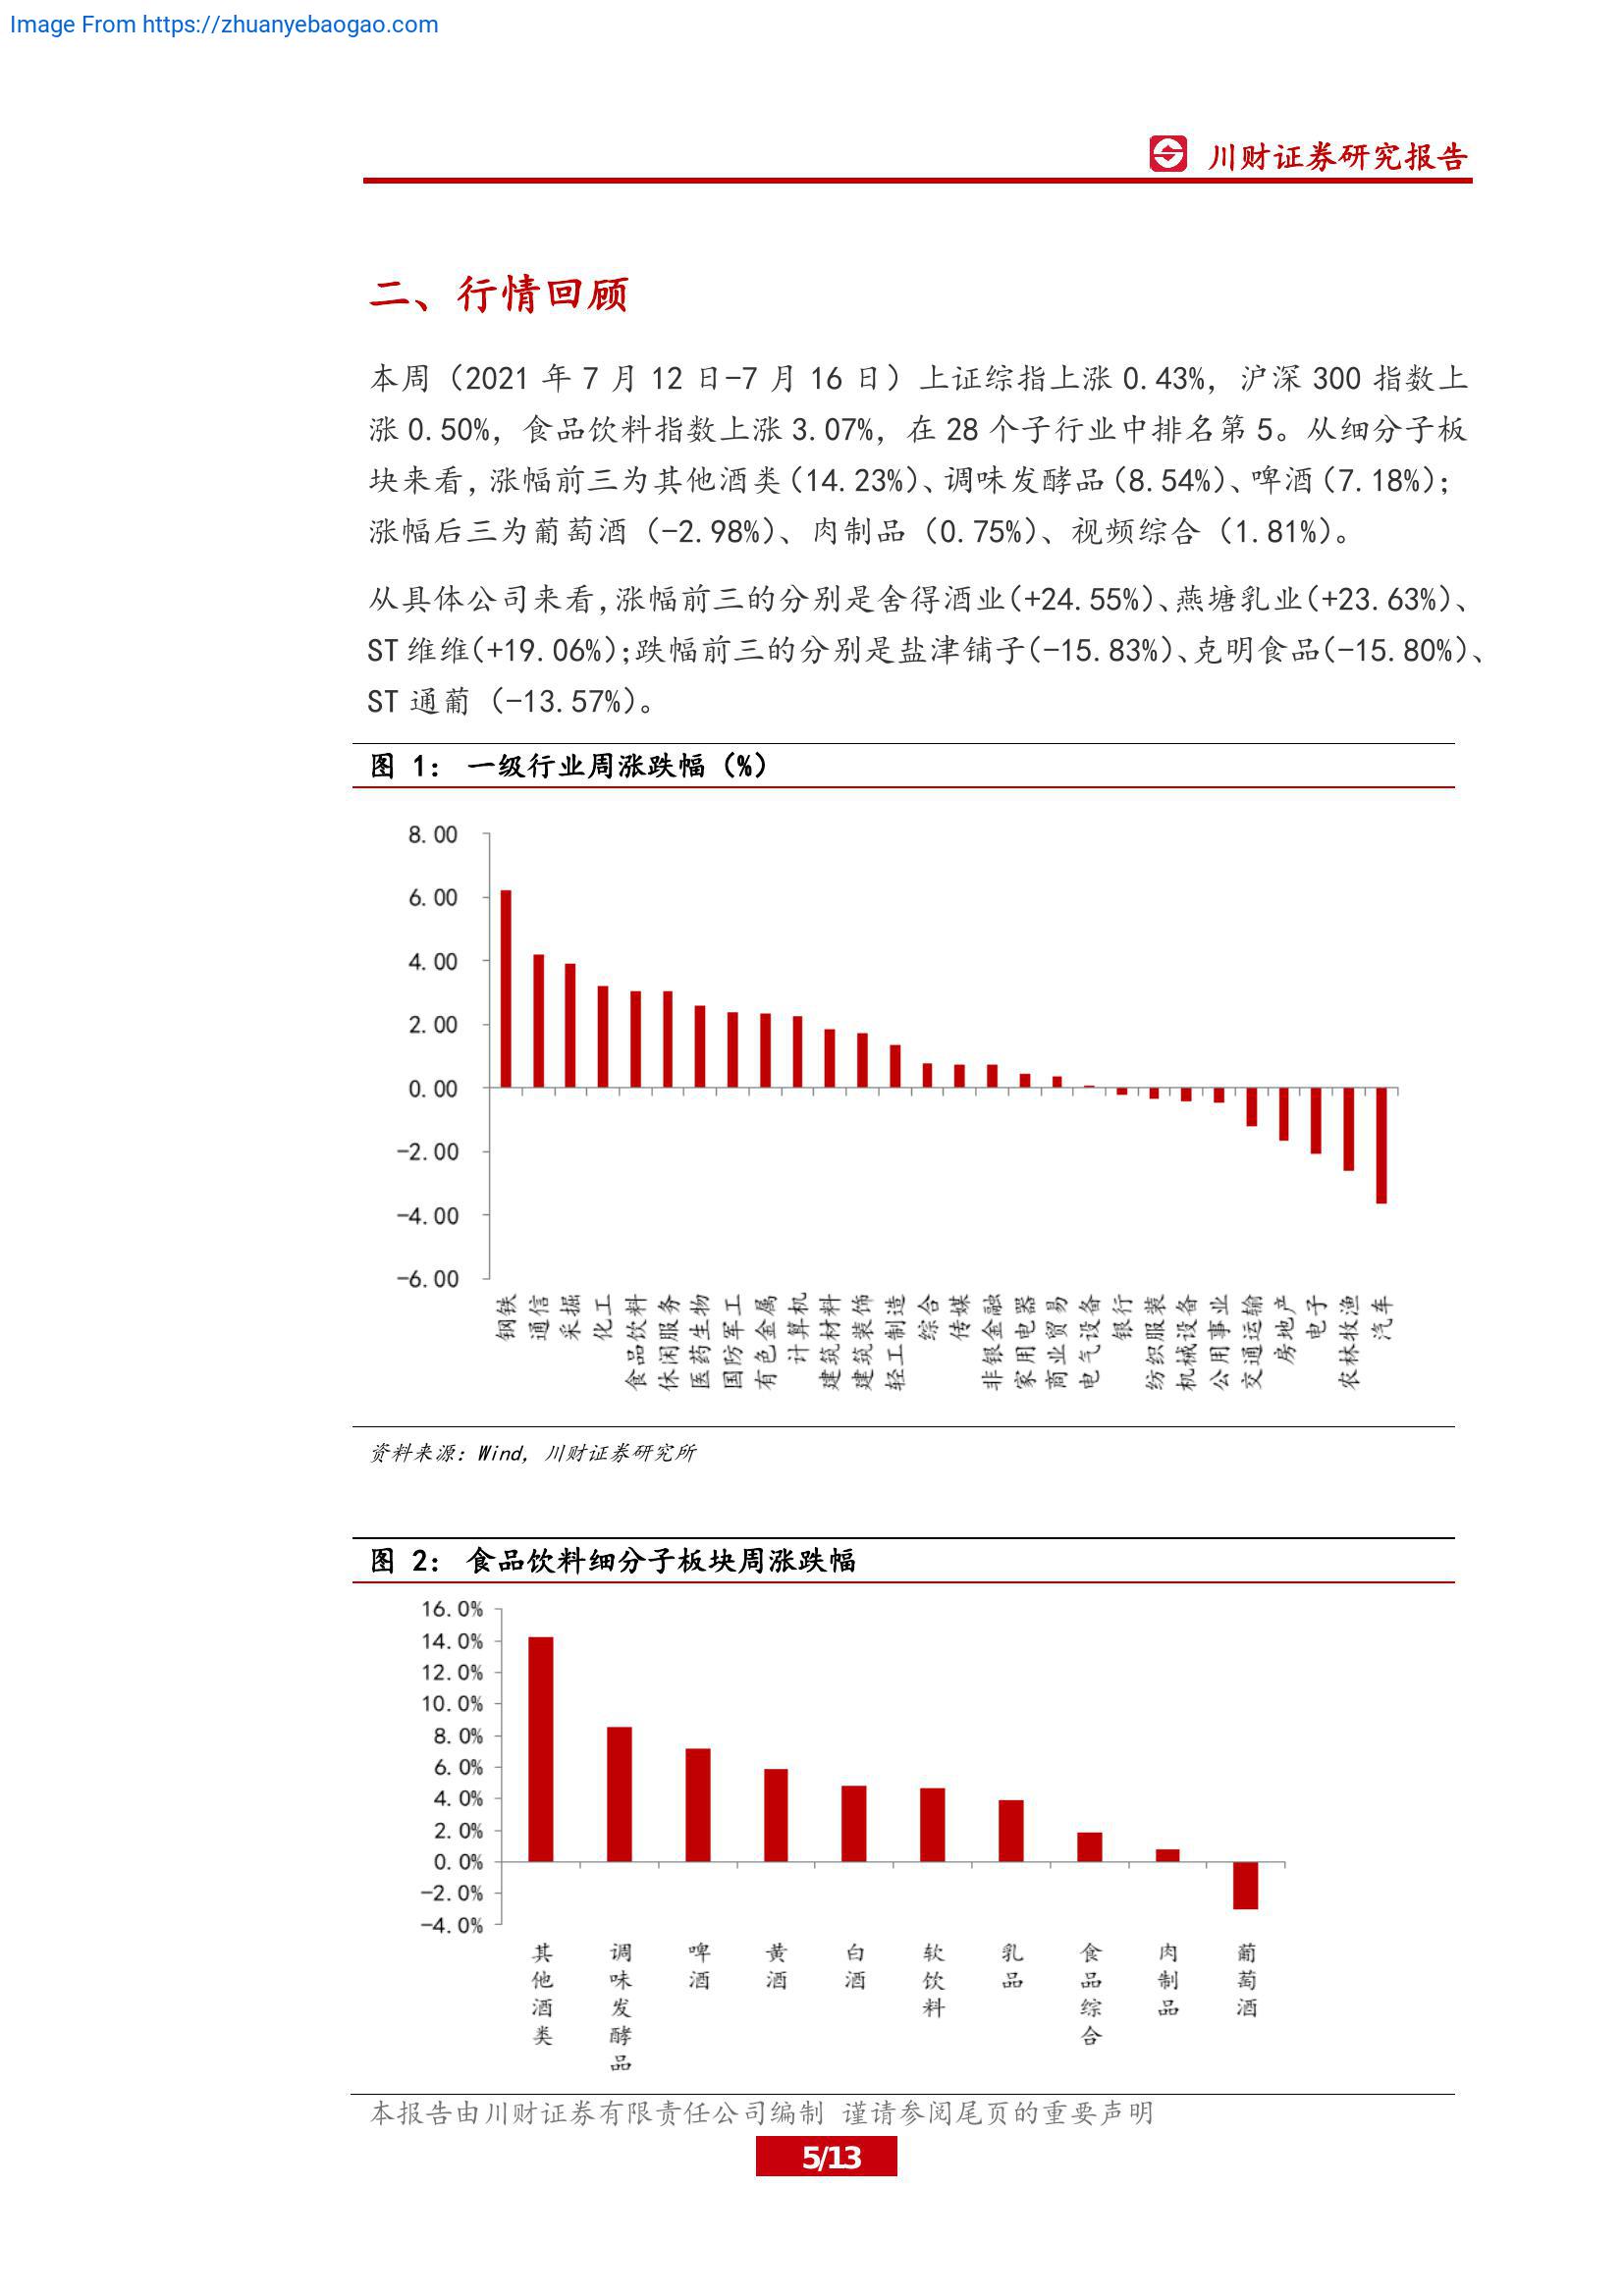 Image From https://zhuanyebaogao.com
川财证券研究报告
二、行情回顾
本周（2021 年 7 月 12 日-7 月 16 日）上证综指上涨 0.43%，沪深 300 指数上
涨 0.50%，食品饮料指数上涨 3.07%，在 28 个子行业中排名第 5。从细分子板
块来看，涨幅前三为其他酒类（14.23%）、调味发酵品（8.54%）、啤酒（7.18%）；
涨幅后三为葡萄酒（-2.98%）、肉制品（0.75%）、视频综合（1.81%）。
从具体公司来看，涨幅前三的分别是舍得酒业（+24.55%）、燕塘乳业（+23.63%）、
ST 维维（+19.06%）；跌幅前三的分别是盐津铺子（-15.83%）、克明食品（-15.80%）、
ST 通葡（-13.57%）。
图 1： 一级行业周涨跌幅（%）
8.00
6.00
4.00
2.00
0.00
-2.00
-4.00
-6.00
钢铁
通信
采掘
化工
食品饮料
休闲服务
医药生物
国防军工
有色金属
计算机
建筑材料
建筑装饰
轻工制造
综合
传媒
非银金融
家用电器
商业贸易
电气设备
银行
纺织服装
机械设备
公用事业
交通运输
房地产
电子
农林牧渔
汽车
资料来源：Wind，川财证券研究所
图 2： 食品饮料细分子板块周涨跌幅
16.0%
14.0%
12.0%
10.0%
8.0%
6.0%
4.0%
2.0%
0.0%
-2.0%
-4.0%
其他酒类
调味发酵品
啤酒
黄酒
白酒
软饮料
乳品
食品综合
肉制品
葡萄酒
本报告由川财证券有限责任公司编制 谨请参阅尾页的重要声明
5/13